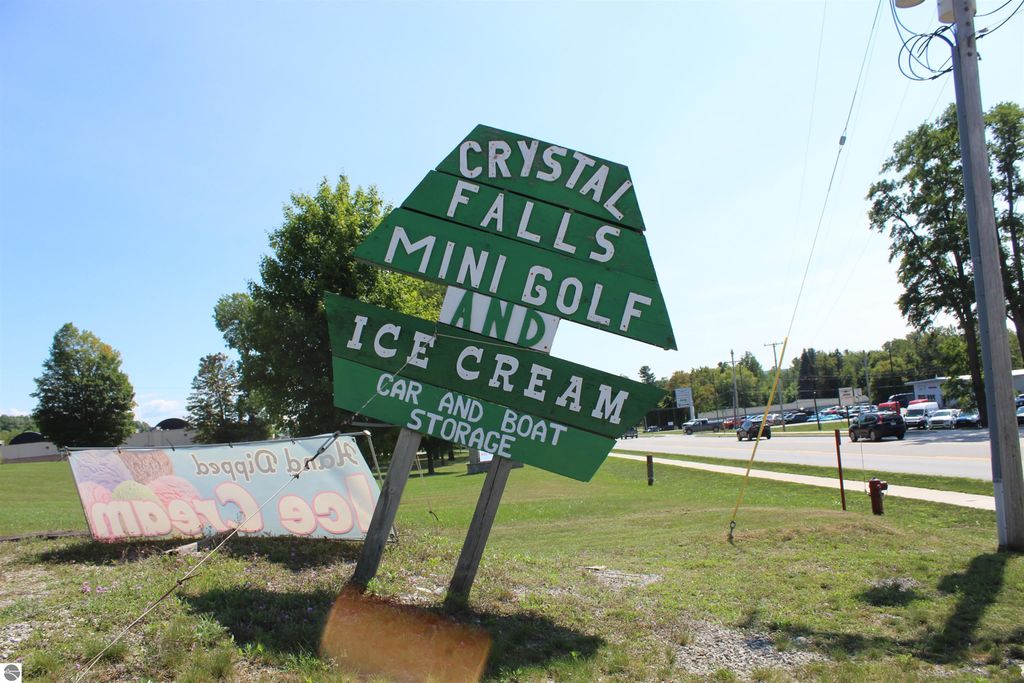 CRYSTAL
FALLS
MINI GOLF
AND
ICE CREAM
CAR AND BOAT
STORAGE
Hand Dipped
Ice Cream